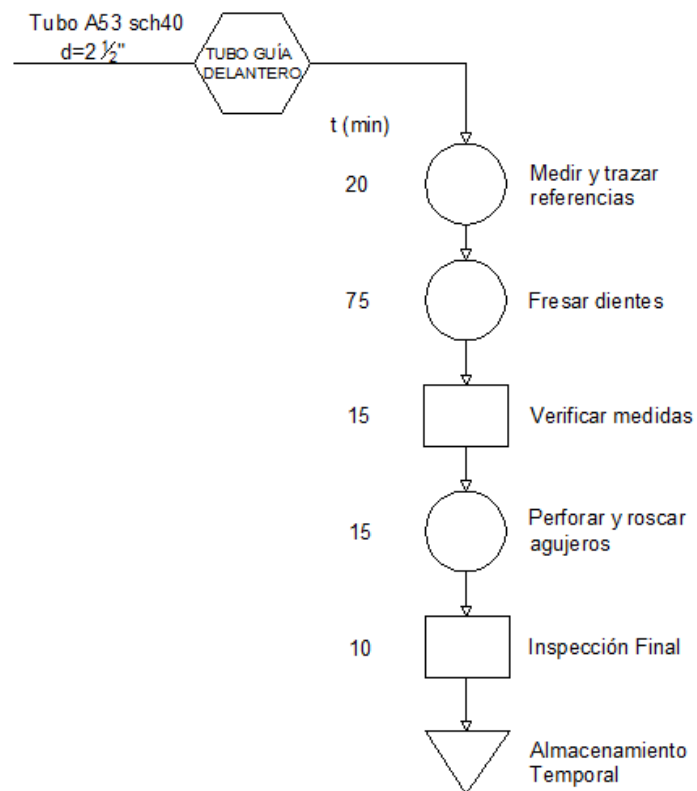 Tubo A53 sch40
d=2 ½"
TUBO GUÍA
DELANTERO
t (min)
20
Medir y trazar
referencias
75
Fresar dientes
15
Verificar medidas
15
Perforar y roscar
agujeros
10
Inspección Final
Almacenamiento
Temporal